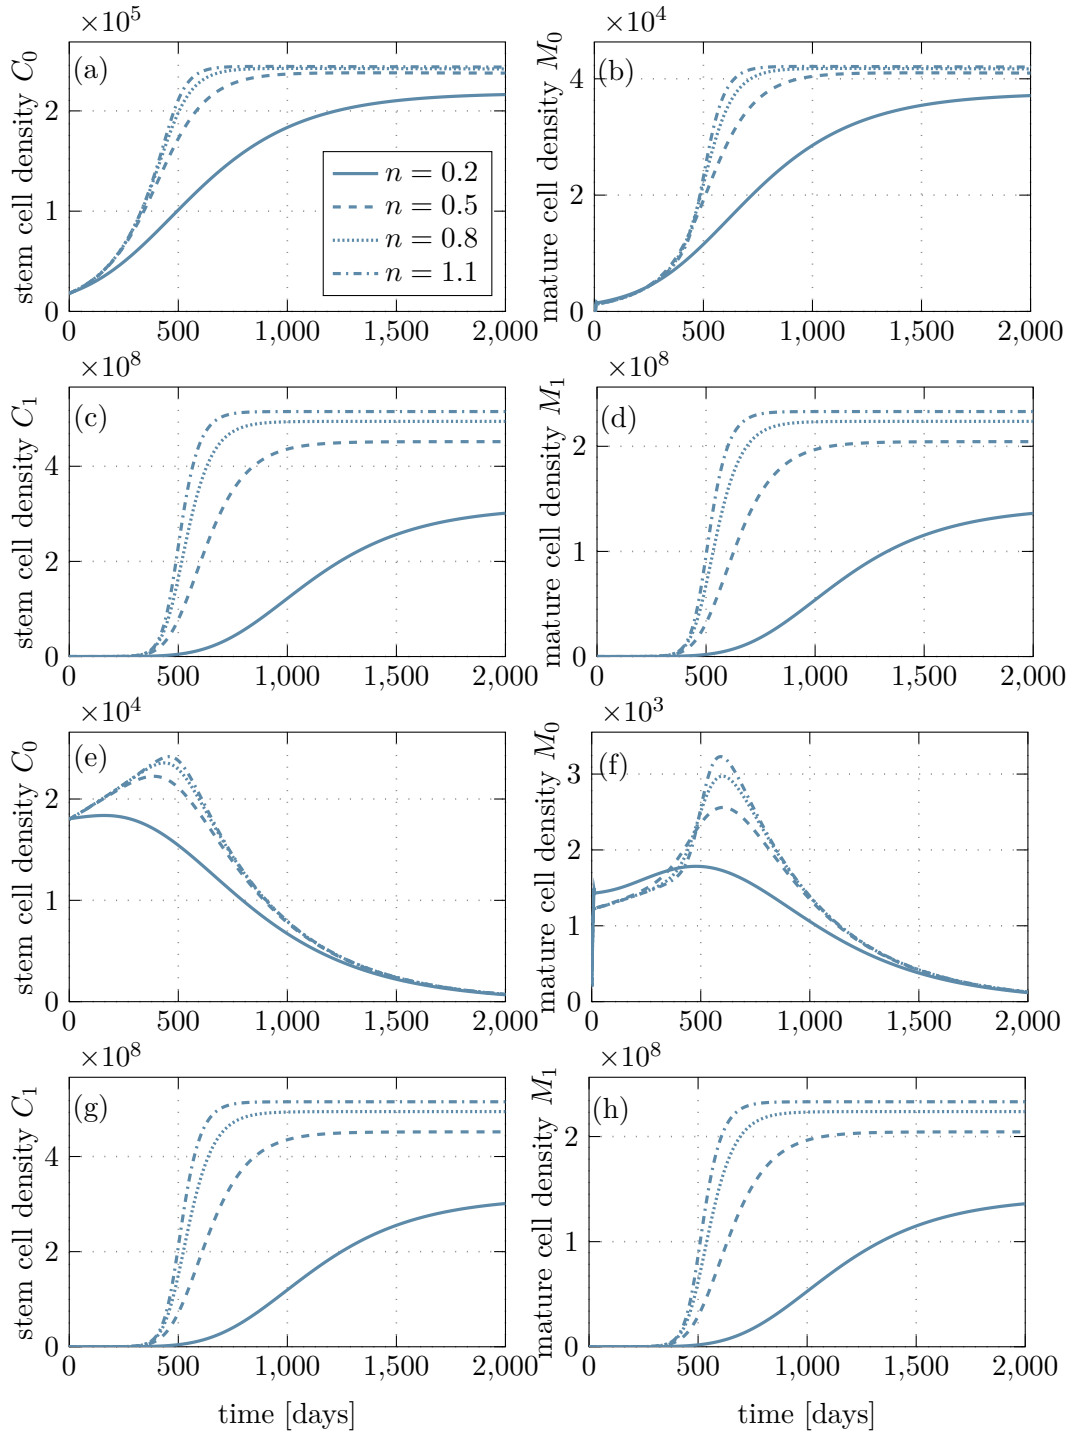 ×10^5
stem cell density C_0
(a)
2
1
0
0 500 1,000 1,500 2,000
n = 0.2
n = 0.5
n = 0.8
n = 1.1
×10^4
mature cell density M_0
(b)
4
2
0
0 500 1,000 1,500 2,000
×10^8
stem cell density C_1
(c)
4
2
0
0 500 1,000 1,500 2,000
×10^8
mature cell density M_1
(d)
2
1
0
0 500 1,000 1,500 2,000
×10^4
stem cell density C_0
(e)
2
1
0
0 500 1,000 1,500 2,000
×10^3
mature cell density M_0
(f)
3
2
1
0
0 500 1,000 1,500 2,000
×10^8
stem cell density C_1
(g)
4
2
0
0 500 1,000 1,500 2,000
time [days]
×10^8
mature cell density M_1
(h)
2
1
0
0 500 1,000 1,500 2,000
time [days]